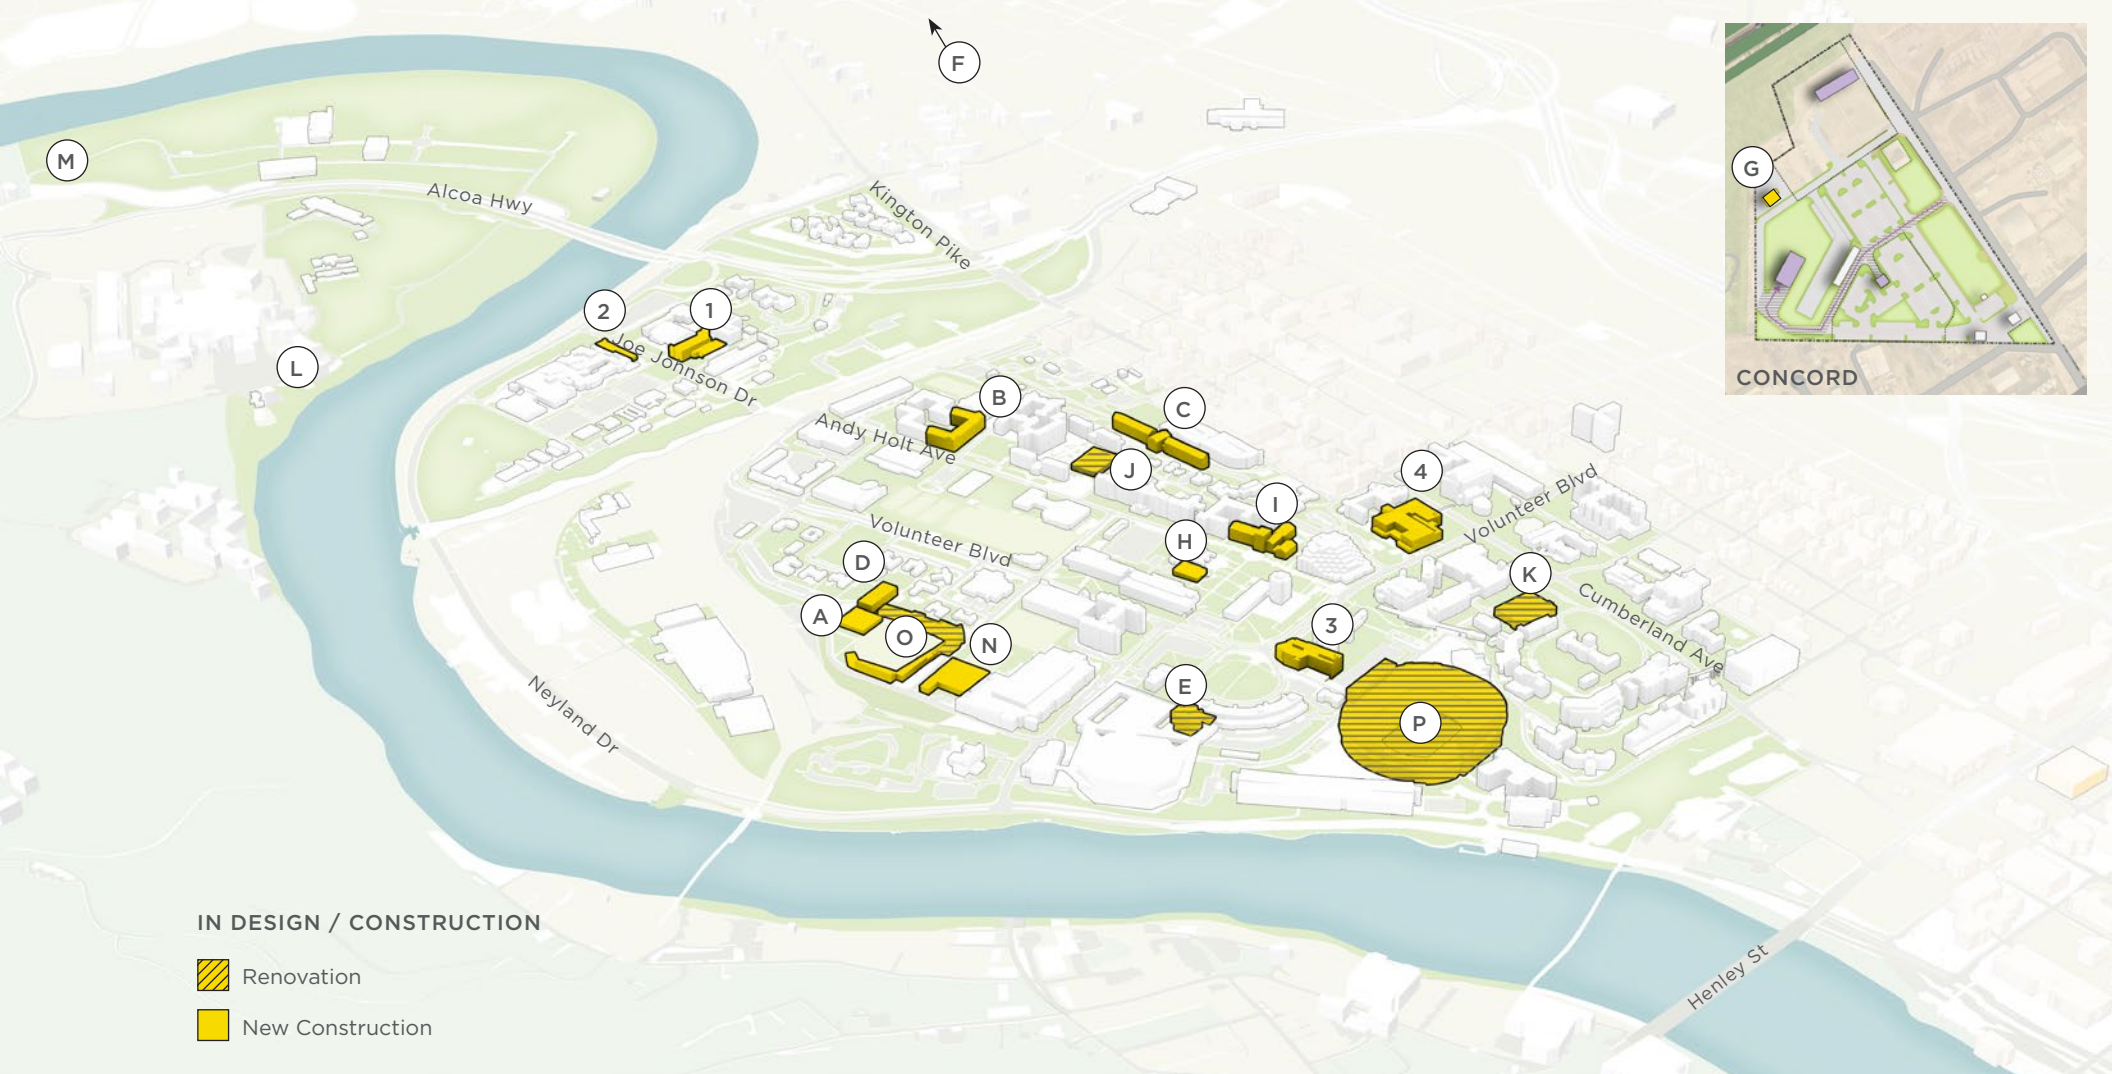 F
M
G
Alcoa Hwy
Kington Pike
2
1
L
Joe Johnson Dr
CONCORD
B
C
Andy Holt Ave
J
4
Volunteer Blvd
I
Volunteer Blvd
H
D
K
A
O
N
3
Cumberland Ave
E
P
Neyland Dr
Henley St
IN DESIGN / CONSTRUCTION
Renovation
New Construction